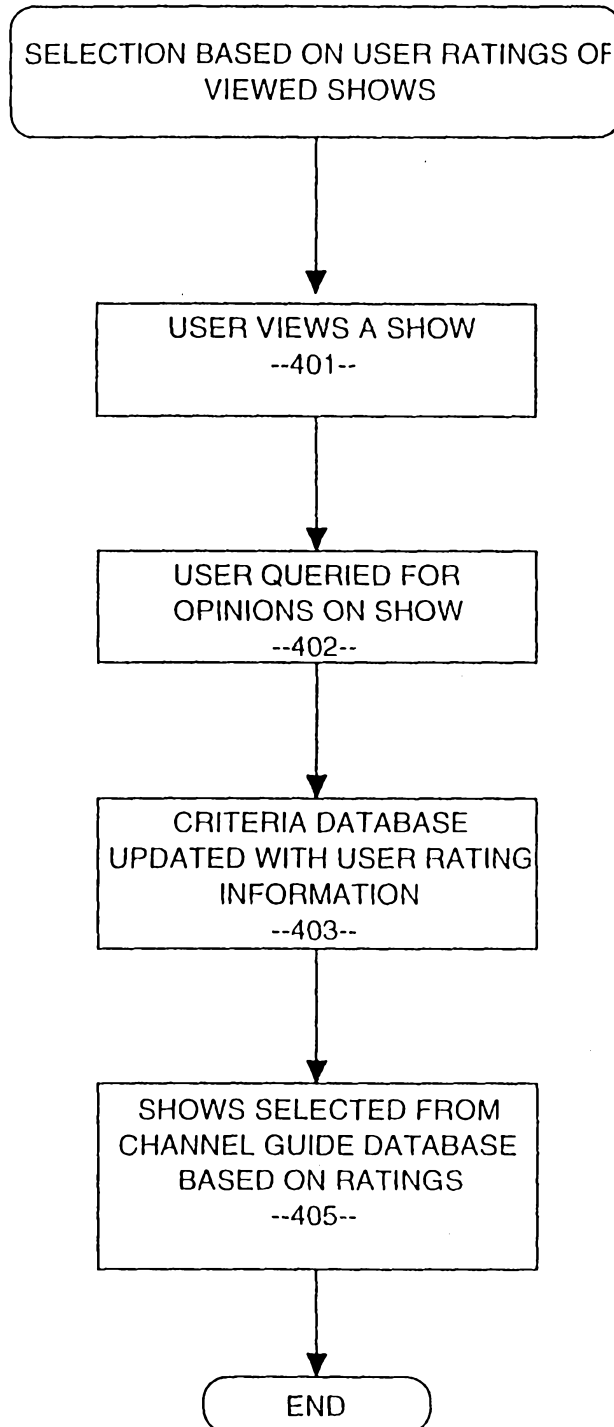 SELECTION BASED ON USER RATINGS OF
VIEWED SHOWS
USER VIEWS A SHOW
--401--
USER QUERIED FOR
OPINIONS ON SHOW
--402--
CRITERIA DATABASE
UPDATED WITH USER RATING
INFORMATION
--403--
SHOWS SELECTED FROM
CHANNEL GUIDE DATABASE
BASED ON RATINGS
--405--
END